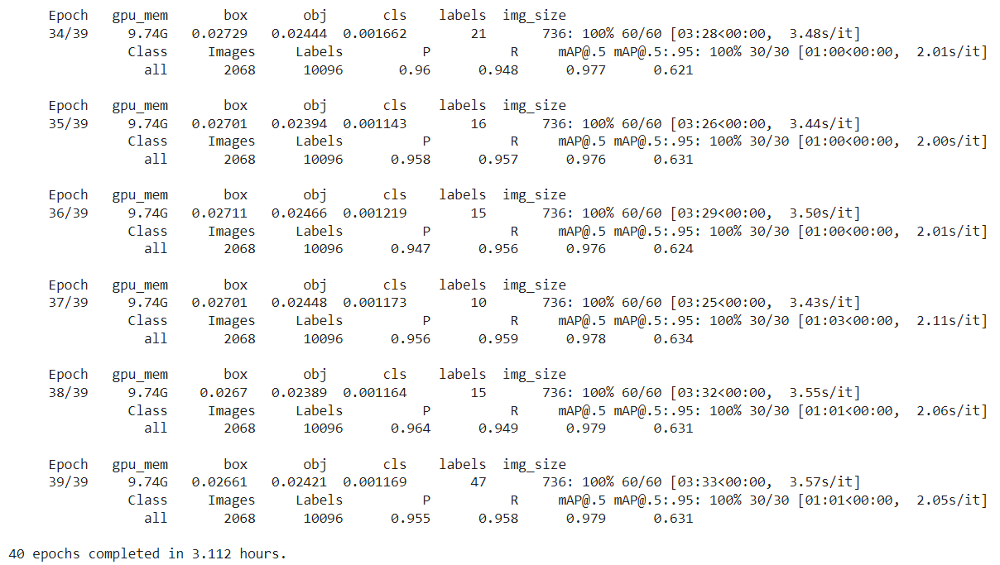 Epoch gpu_mem box obj cls labels img_size
34/39 9.74G 0.02729 0.02444 0.001662 21 736: 100% 60/60 [03:28<00:00, 3.48s/it]
Class Images Labels P R mAP@.5 mAP@.5:.95: 100% 30/30 [01:00<00:00, 2.01s/it]
all 2068 10096 0.96 0.948 0.977 0.621
Epoch gpu_mem box obj cls labels img_size
35/39 9.74G 0.02701 0.02394 0.001143 16 736: 100% 60/60 [03:26<00:00, 3.44s/it]
Class Images Labels P R mAP@.5 mAP@.5:.95: 100% 30/30 [01:00<00:00, 2.00s/it]
all 2068 10096 0.958 0.957 0.976 0.631
Epoch gpu_mem box obj cls labels img_size
36/39 9.74G 0.02711 0.02466 0.001219 15 736: 100% 60/60 [03:29<00:00, 3.50s/it]
Class Images Labels P R mAP@.5 mAP@.5:.95: 100% 30/30 [01:00<00:00, 2.01s/it]
all 2068 10096 0.947 0.956 0.976 0.624
Epoch gpu_mem box obj cls labels img_size
37/39 9.74G 0.02701 0.02448 0.001173 10 736: 100% 60/60 [03:25<00:00, 3.43s/it]
Class Images Labels P R mAP@.5 mAP@.5:.95: 100% 30/30 [01:03<00:00, 2.11s/it]
all 2068 10096 0.956 0.959 0.978 0.634
Epoch gpu_mem box obj cls labels img_size
38/39 9.74G 0.0267 0.02389 0.001164 15 736: 100% 60/60 [03:32<00:00, 3.55s/it]
Class Images Labels P R mAP@.5 mAP@.5:.95: 100% 30/30 [01:01<00:00, 2.06s/it]
all 2068 10096 0.964 0.949 0.979 0.631
Epoch gpu_mem box obj cls labels img_size
39/39 9.74G 0.02661 0.02421 0.001169 47 736: 100% 60/60 [03:33<00:00, 3.57s/it]
Class Images Labels P R mAP@.5 mAP@.5:.95: 100% 30/30 [01:01<00:00, 2.05s/it]
all 2068 10096 0.955 0.958 0.979 0.631
40 epochs completed in 3.112 hours.